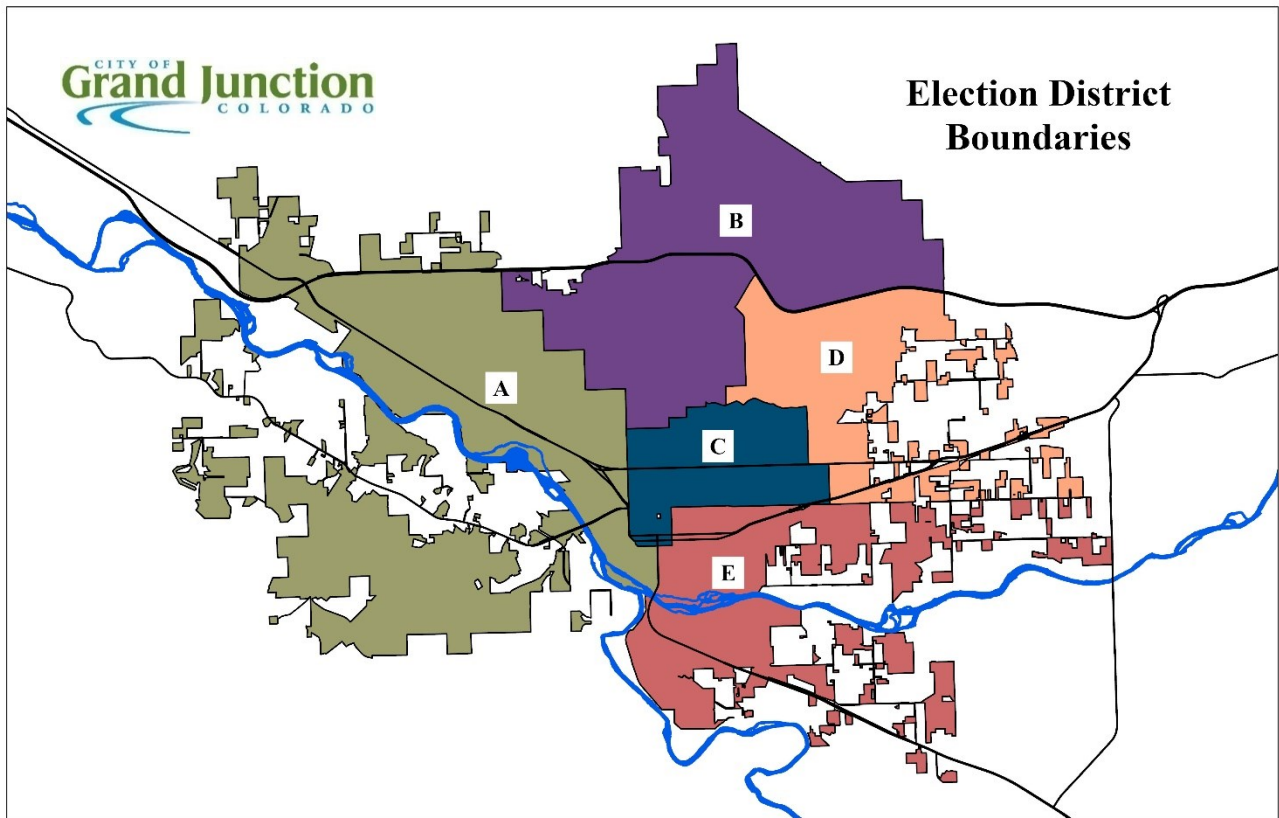 CITY OF
Grand Junction
COLORADO
Election District
Boundaries
B
D
A
C
E